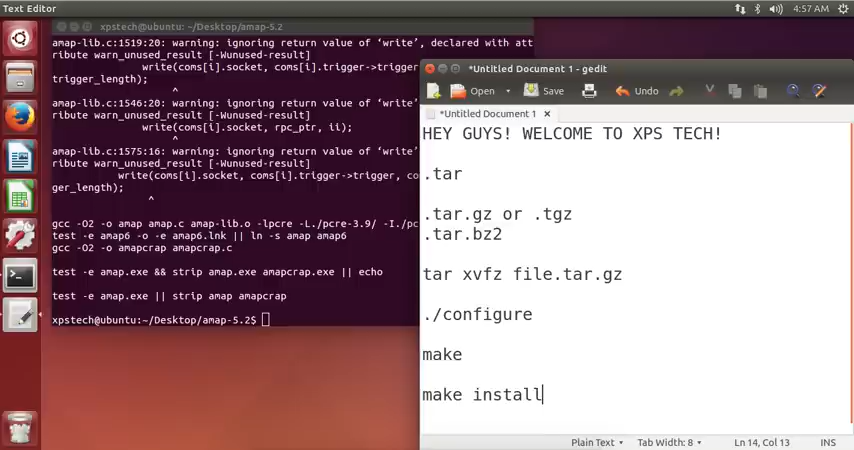 Text Editor
4:57 AM
xpstech@ubuntu: ~/Desktop/amap-5.2
amap-lib.c:1519:20: warning: ignoring return value of ‘write’, declared with att
ribute warn_unused_result [-Wunused-result]
write(coms[i].socket, coms[i].trigger->trigger,
trigger_length);
^
amap-lib.c:1546:20: warning: ignoring return value of ‘write’
ribute warn_unused_result [-Wunused-result]
write(coms[i].socket, rpc_ptr, ii);
^
amap-lib.c:1575:16: warning: ignoring return value of ‘write’
ribute warn_unused_result [-Wunused-result]
write(coms[i].socket, coms[i].trigger->trigger, co
ger_length);
^
gcc -O2 -o amap amap.c amap-lib.o -lpcre -L./pcre-3.9/ -I./pc
test -e amap6 -o -e amap6.lnk || ln -s amap amap6
gcc -O2 -o amapcrap amapcrap.c
test -e amap.exe && strip amap.exe amapcrap.exe || echo
test -e amap.exe || strip amap amapcrap
xpstech@ubuntu:~/Desktop/amap-5.2$
*Untitled Document 1 - gedit
Open Save Undo
*Untitled Document 1 ×
HEY GUYS! WELCOME TO XPS TECH!
.tar
.tar.gz or .tgz
.tar.bz2
tar xvfz file.tar.gz
./configure
make
make install
Plain Text Tab Width: 8 Ln 14, Col 13 INS